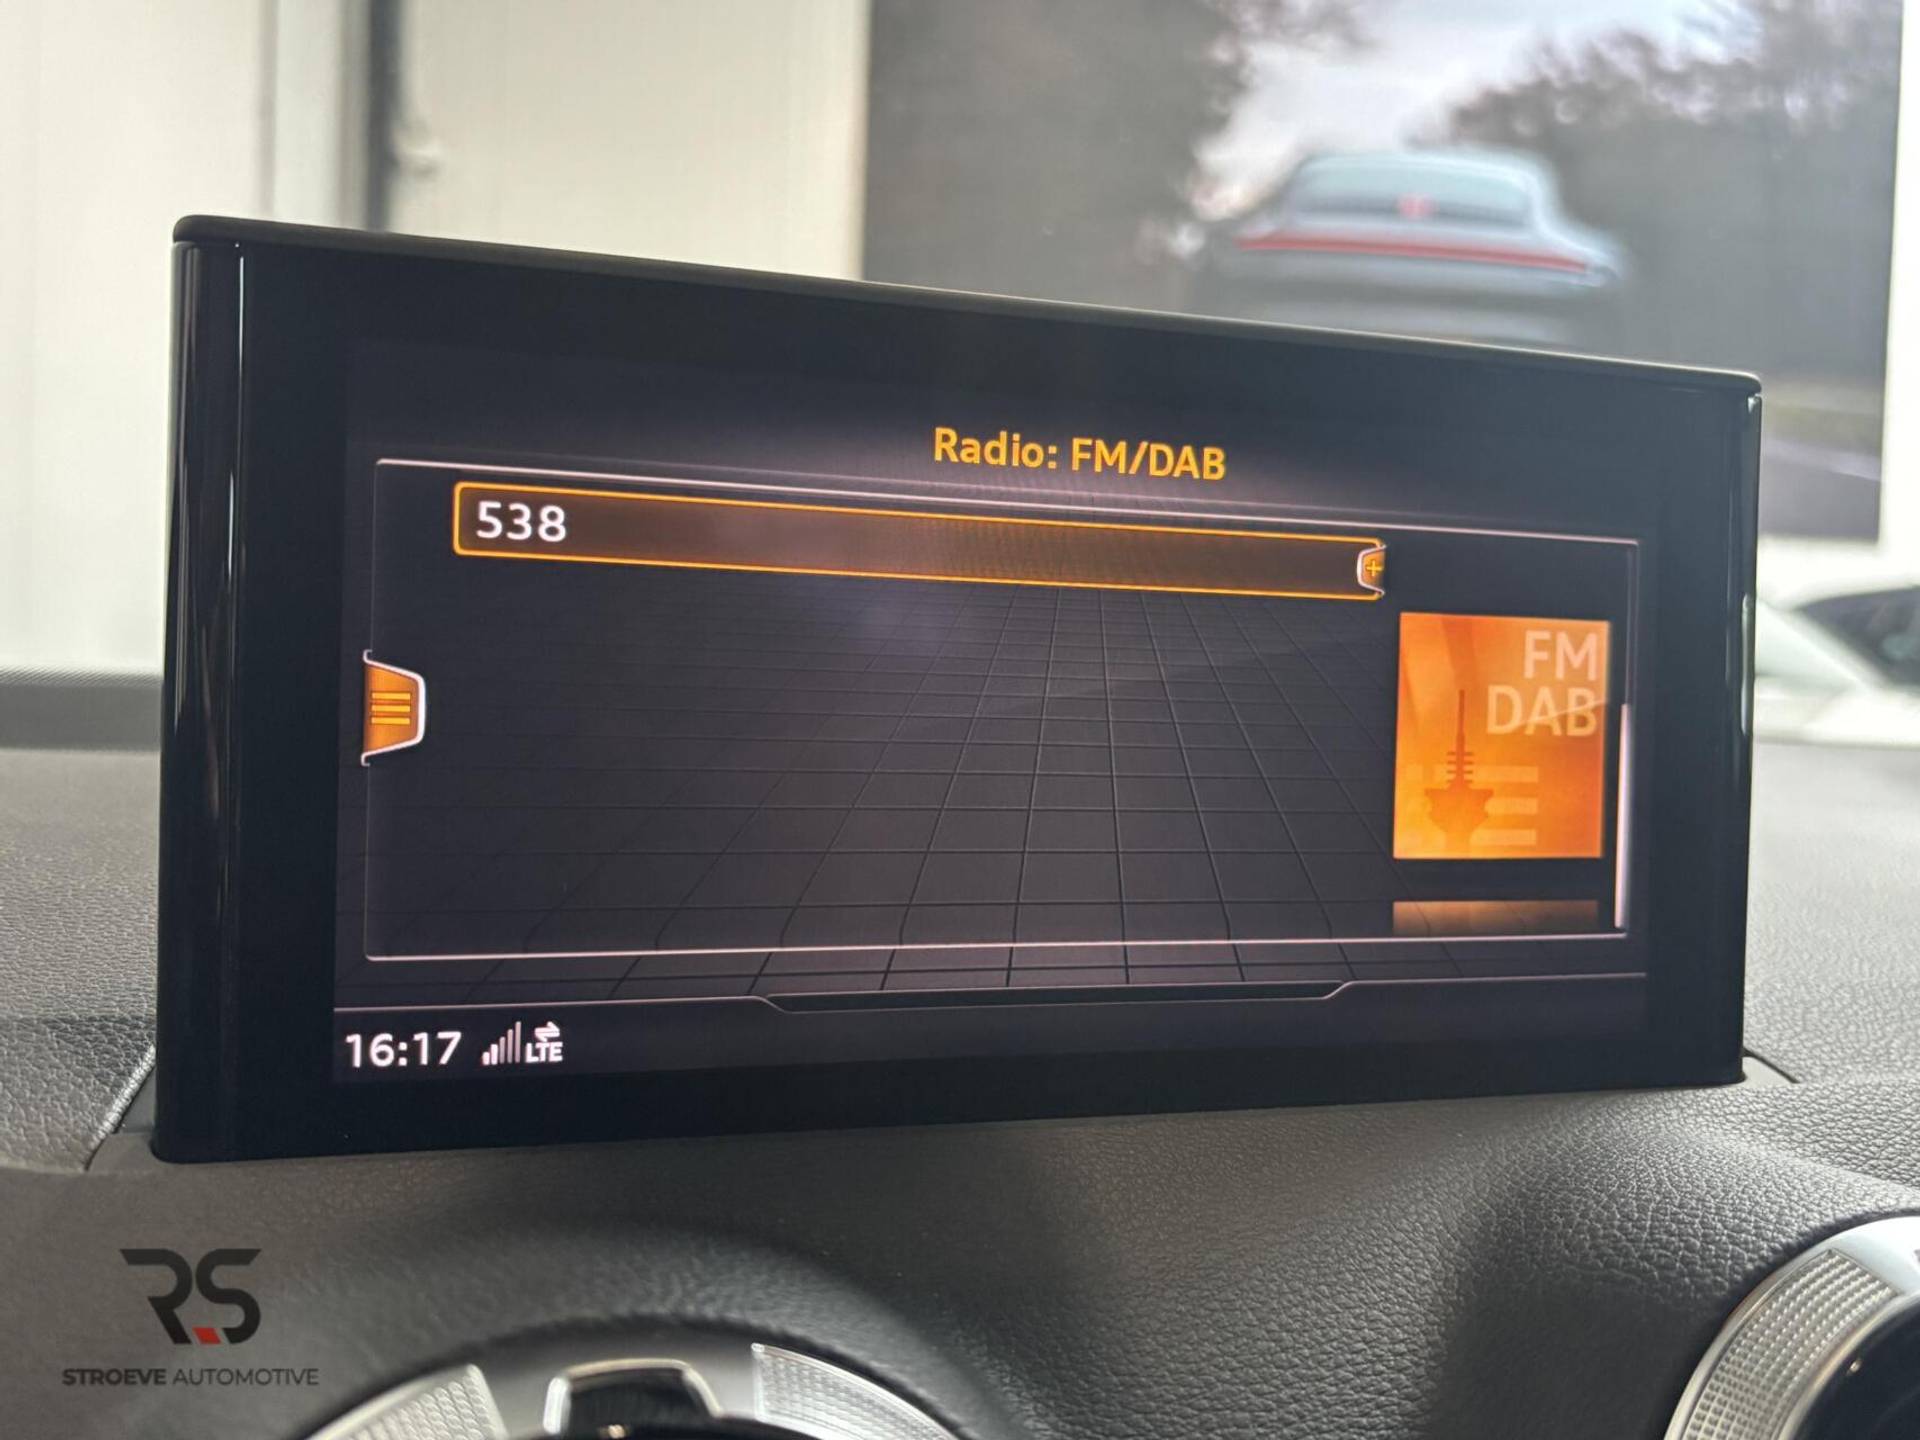 Radio: FM/DAB
538
FM
DAB
16:17 LTE
RS
STROEVE AUTOMOTIVE